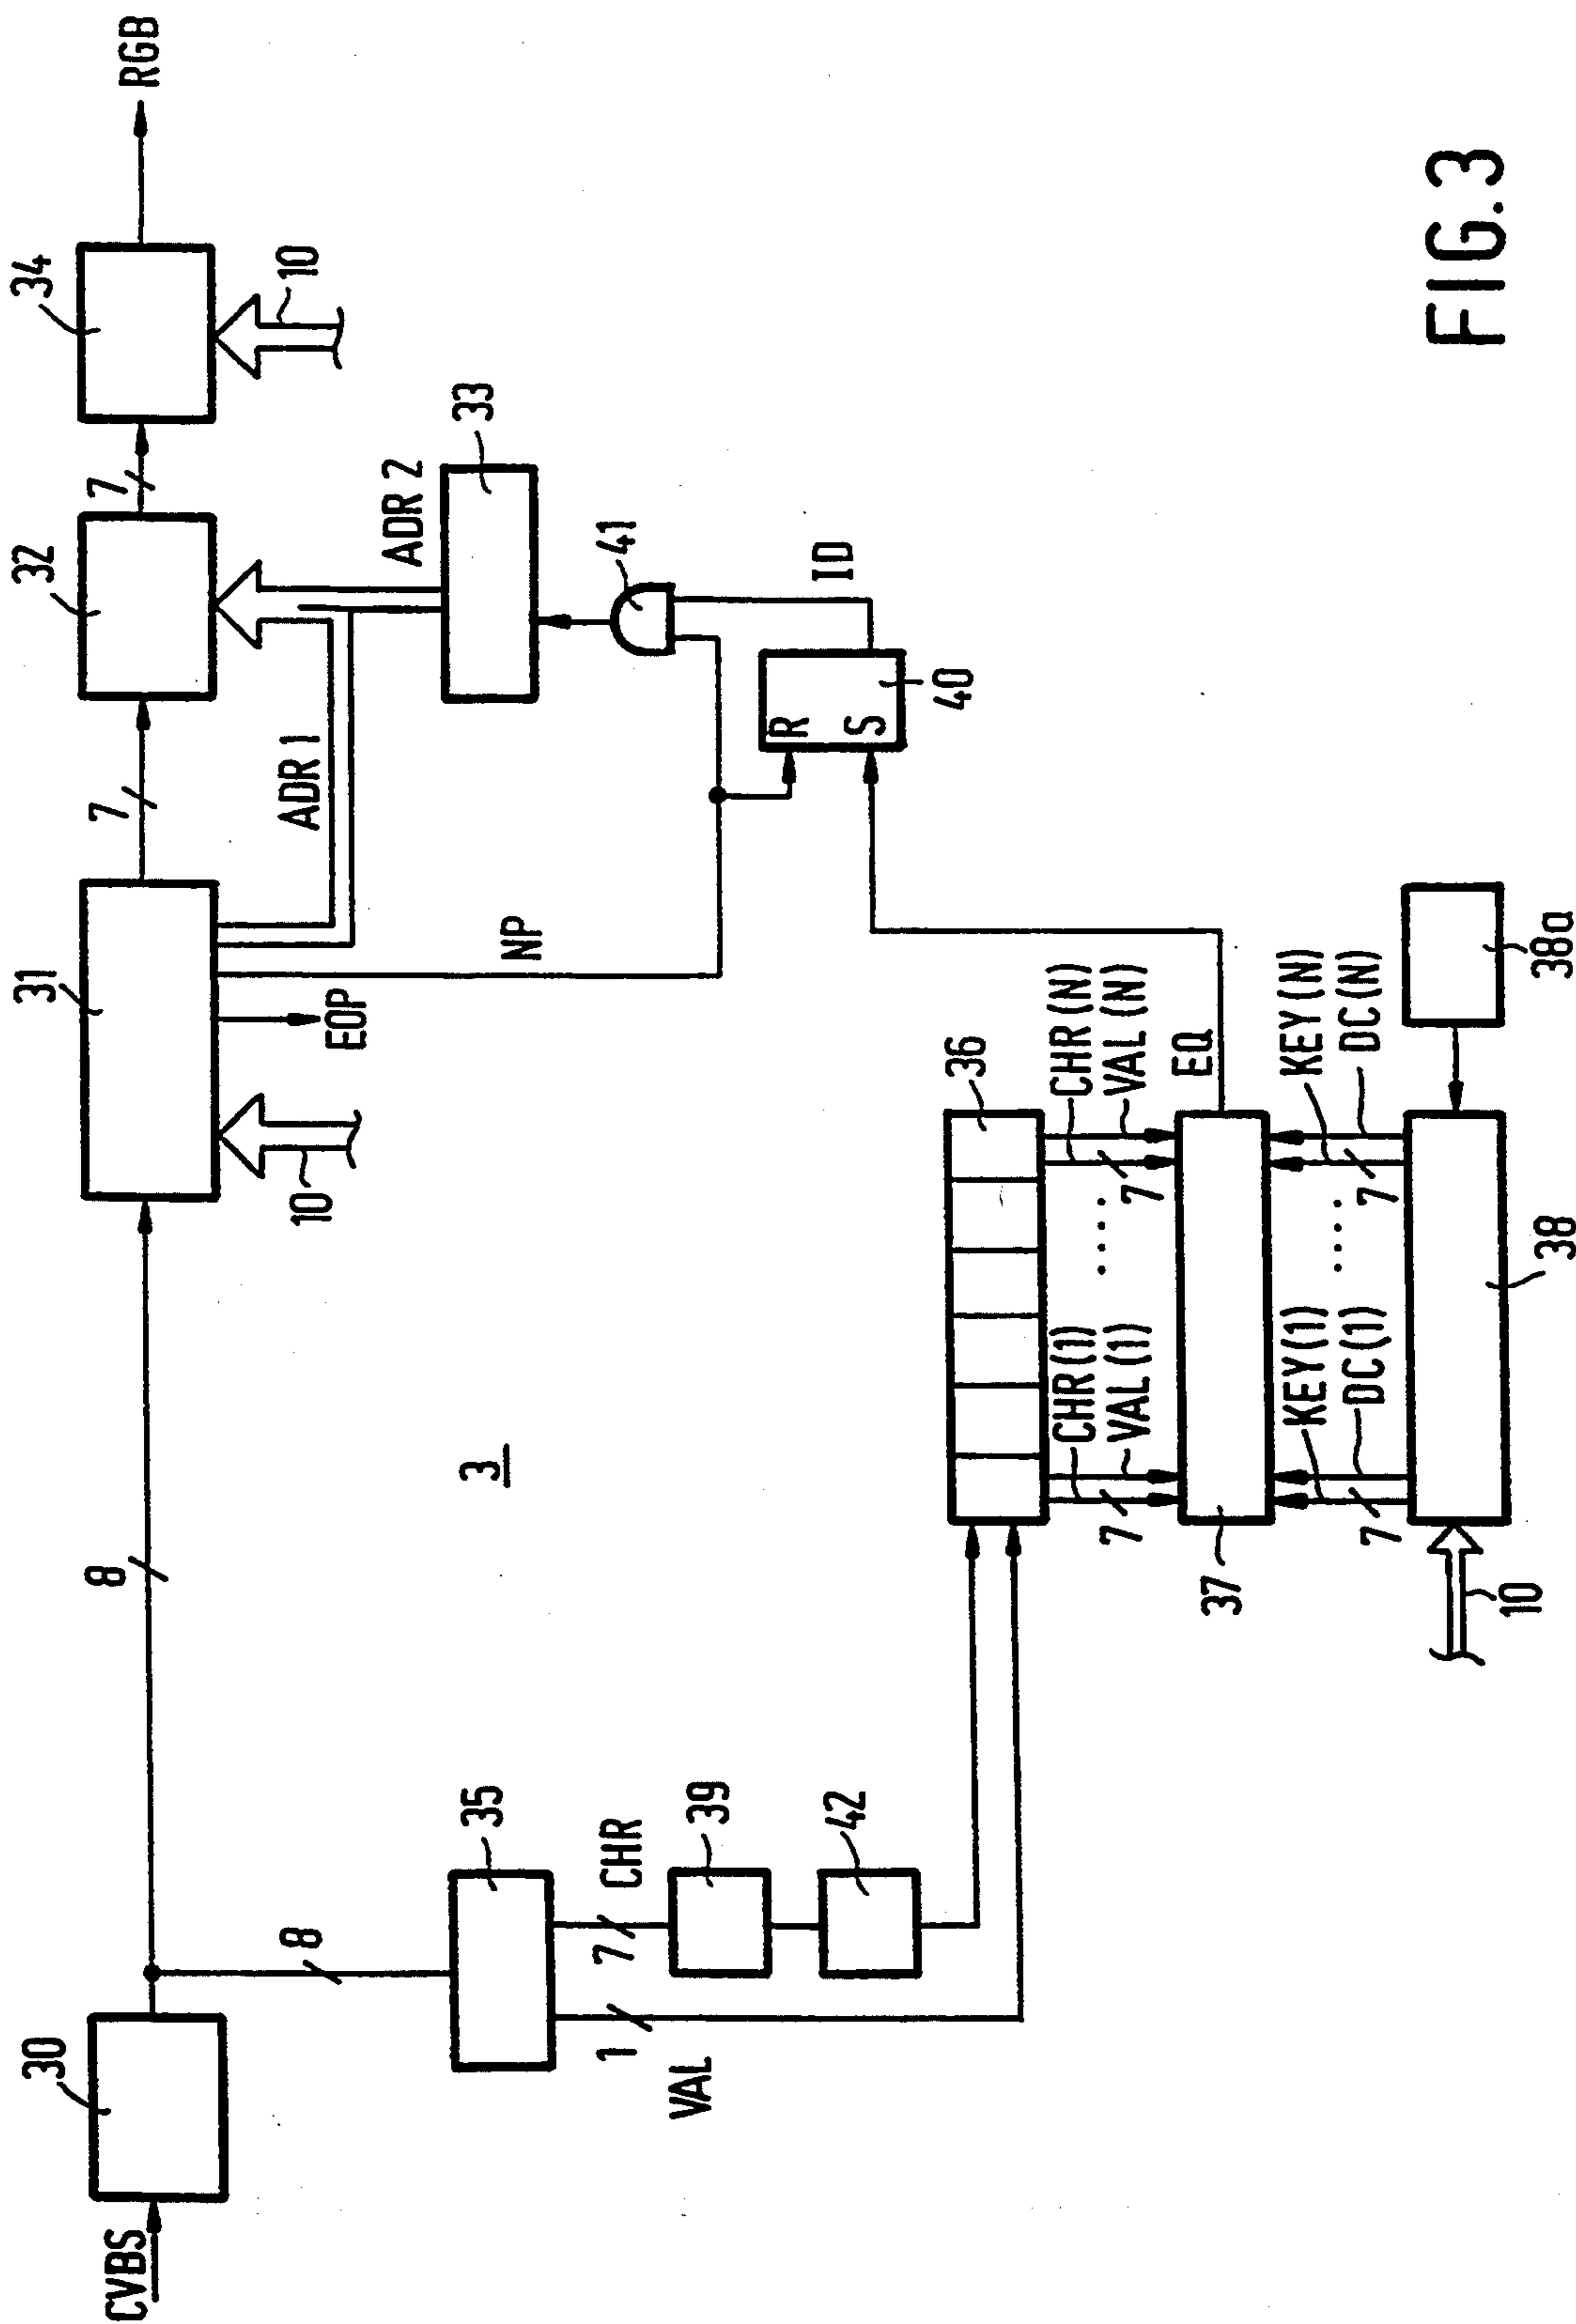 CVBS
30
8
31
7
32
7
34
RGB
10
EOP
NP
ADR 1
ADR 2
33
10
8
35
1
VAL
7
CHR
39
42
3
41
ID
R
S
40
36
CHR(1)
VAL(1)
7
....
CHR(N)
VAL(N)
7
37
EQ
KEY(1)
DC(1)
7
....
KEY(N)
DC(N)
7
10
38
38a
FIG.3